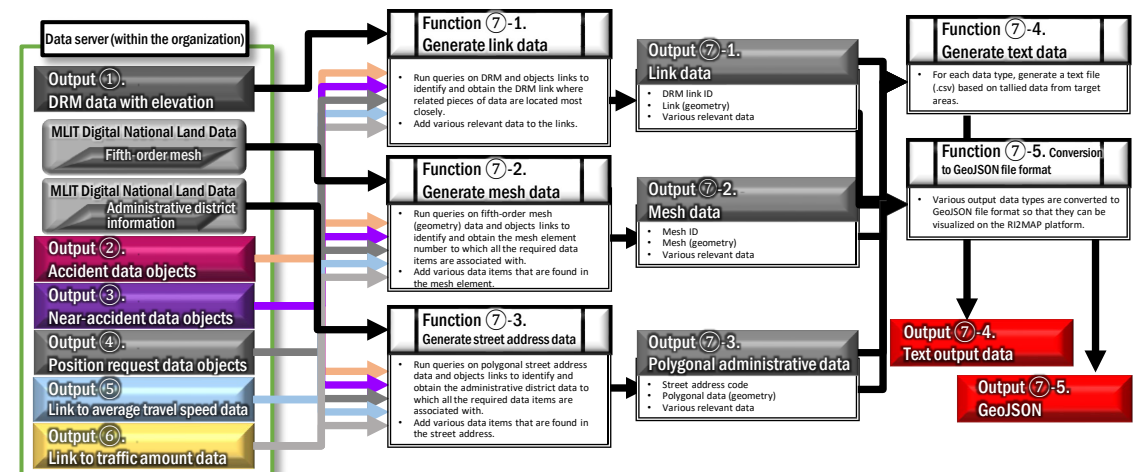 Data server (within the organization)
Output ①.
DRM data with elevation
MLIT Digital National Land Data
Fifth-order mesh
MLIT Digital National Land Data
Administrative district
information
Output ②.
Accident data objects
Output ③.
Near-accident data objects
Output ④.
Position request data objects
Output ⑤
Link to average travel speed data
Output ⑥.
Link to traffic amount data
Function ⑦-1.
Generate link data
• Run queries on DRM and objects links to
identify and obtain the DRM link where
related pieces of data are located most
closely.
• Add various relevant data to the links.
Function ⑦-2.
Generate mesh data
• Run queries on fifth-order mesh
(geometry) data and objects links to
identify and obtain the mesh element
number to which all the required data
items are associated with.
• Add various data items that are found in
the mesh element.
Function ⑦-3.
Generate street address data
• Run queries on polygonal street address
data and objects links to identify and
obtain the administrative district data to
which all the required data items are
associated with.
• Add various data items that are found in
the street address.
Output ⑦-1.
Link data
• DRM link ID
• Link (geometry)
• Various relevant data
Output ⑦-2.
Mesh data
• Mesh ID
• Mesh (geometry)
• Various relevant data
Output ⑦-3.
Polygonal administrative data
• Street address code
• Polygonal data (geometry)
• Various relevant data
Function ⑦-4.
Generate text data
• For each data type, generate a text file
(.csv) based on tallied data from target
areas.
Function ⑦-5. Conversion
to GeoJSON file format
• Various output data types are converted to
GeoJSON file format so that they can be
visualized on the RI2MAP platform.
Output ⑦-4.
Text output data
Output ⑦-5.
GeoJSON